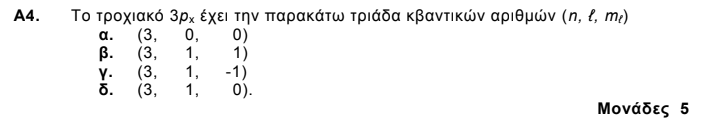 Α4. Το τροχιακό 3pₓ έχει την παρακάτω τριάδα κβαντικών αριθμών (n, ℓ, mℓ)
α. (3, 0, 0)
β. (3, 1, 1)
γ. (3, 1, -1)
δ. (3, 1, 0).
Μονάδες 5